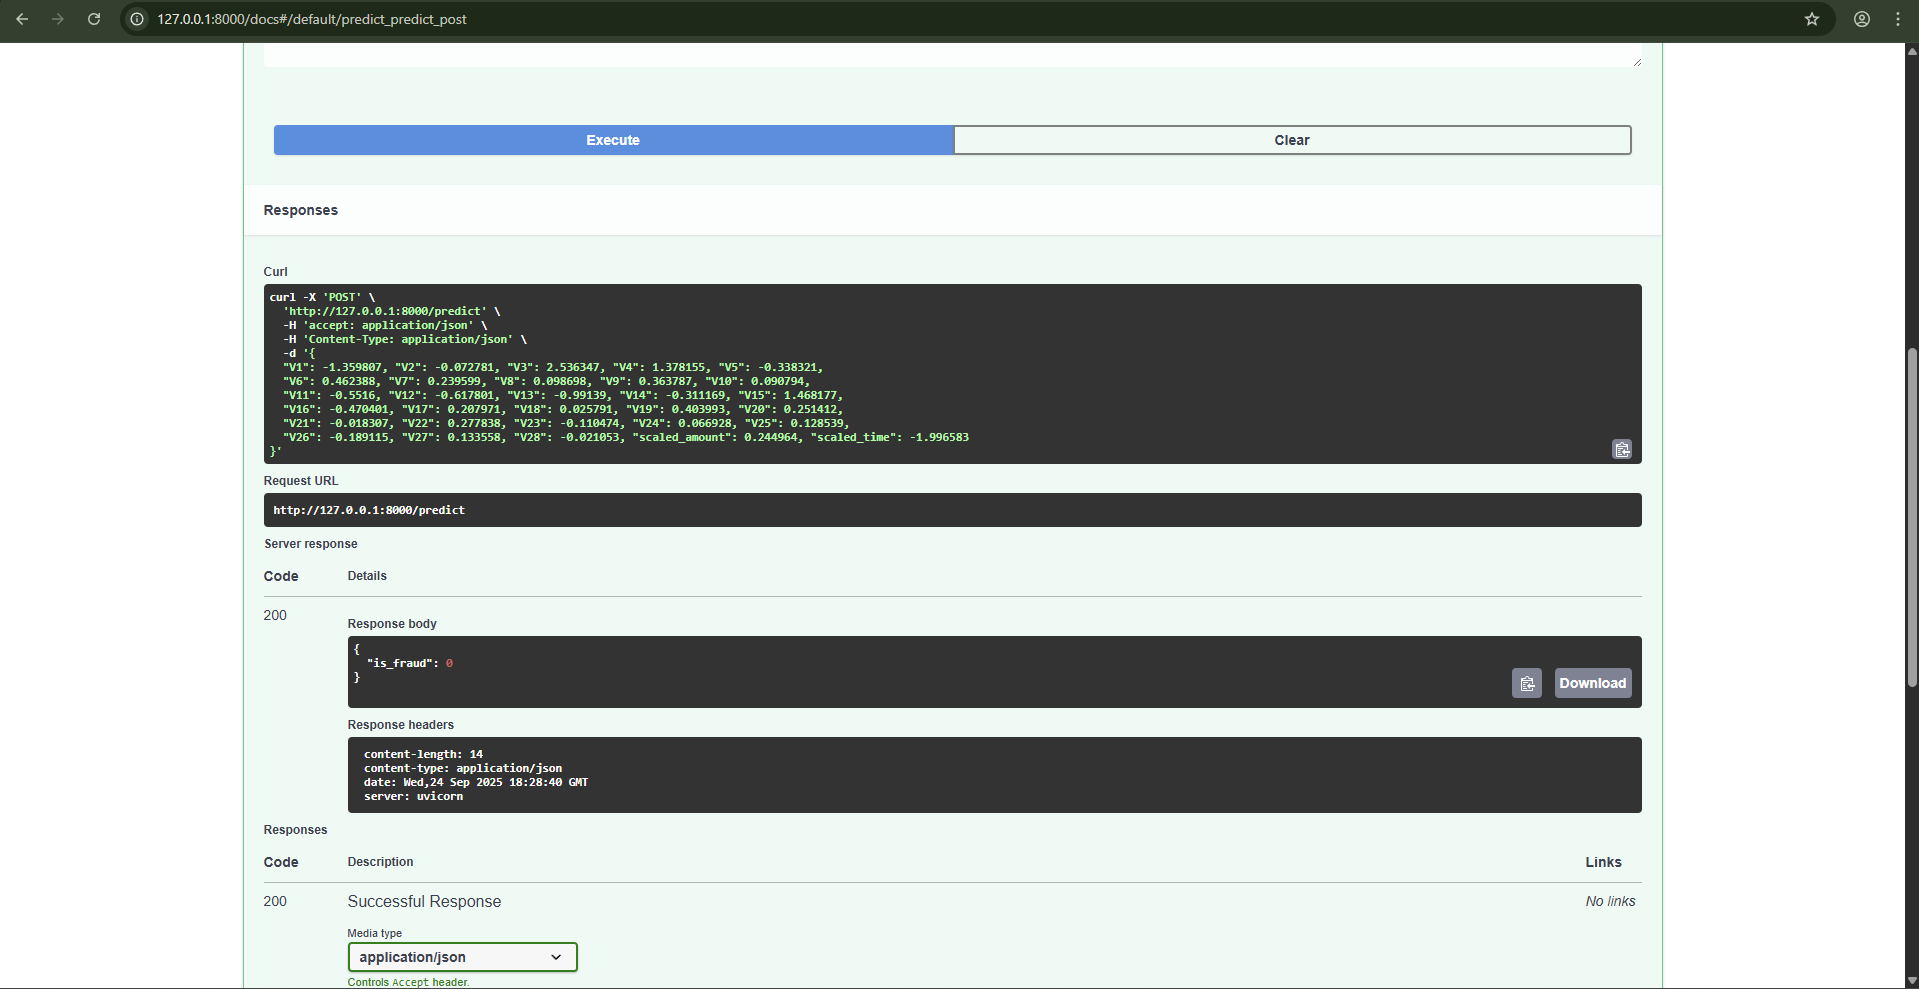 127.0.0.1:8000/docs#/default/predict_predict_post
Execute
Clear
Responses
Curl
curl -X 'POST' \
'http://127.0.0.1:8000/predict' \
-H 'accept: application/json' \
-H 'Content-Type: application/json' \
-d '{
"V1": -1.359807, "V2": -0.072781, "V3": 2.536347, "V4": 1.378155, "V5": -0.338321,
"V6": 0.462388, "V7": 0.239599, "V8": 0.098698, "V9": 0.363787, "V10": 0.090794,
"V11": -0.5516, "V12": -0.617801, "V13": -0.99139, "V14": -0.311169, "V15": 1.468177,
"V16": -0.470401, "V17": 0.207971, "V18": 0.025791, "V19": 0.403993, "V20": 0.251412,
"V21": -0.018307, "V22": 0.277838, "V23": -0.110474, "V24": 0.066928, "V25": 0.128539,
"V26": -0.189115, "V27": 0.133558, "V28": -0.021053, "scaled_amount": 0.244964, "scaled_time": -1.996583
}'
Request URL
http://127.0.0.1:8000/predict
Server response
Code Details
200
Response body
{
"is_fraud": 0
}
Download
Response headers
content-length: 14
content-type: application/json
date: Wed,24 Sep 2025 18:28:40 GMT
server: uvicorn
Responses
Code Description Links
200 Successful Response No links
Media type
application/json
Controls Accept header.